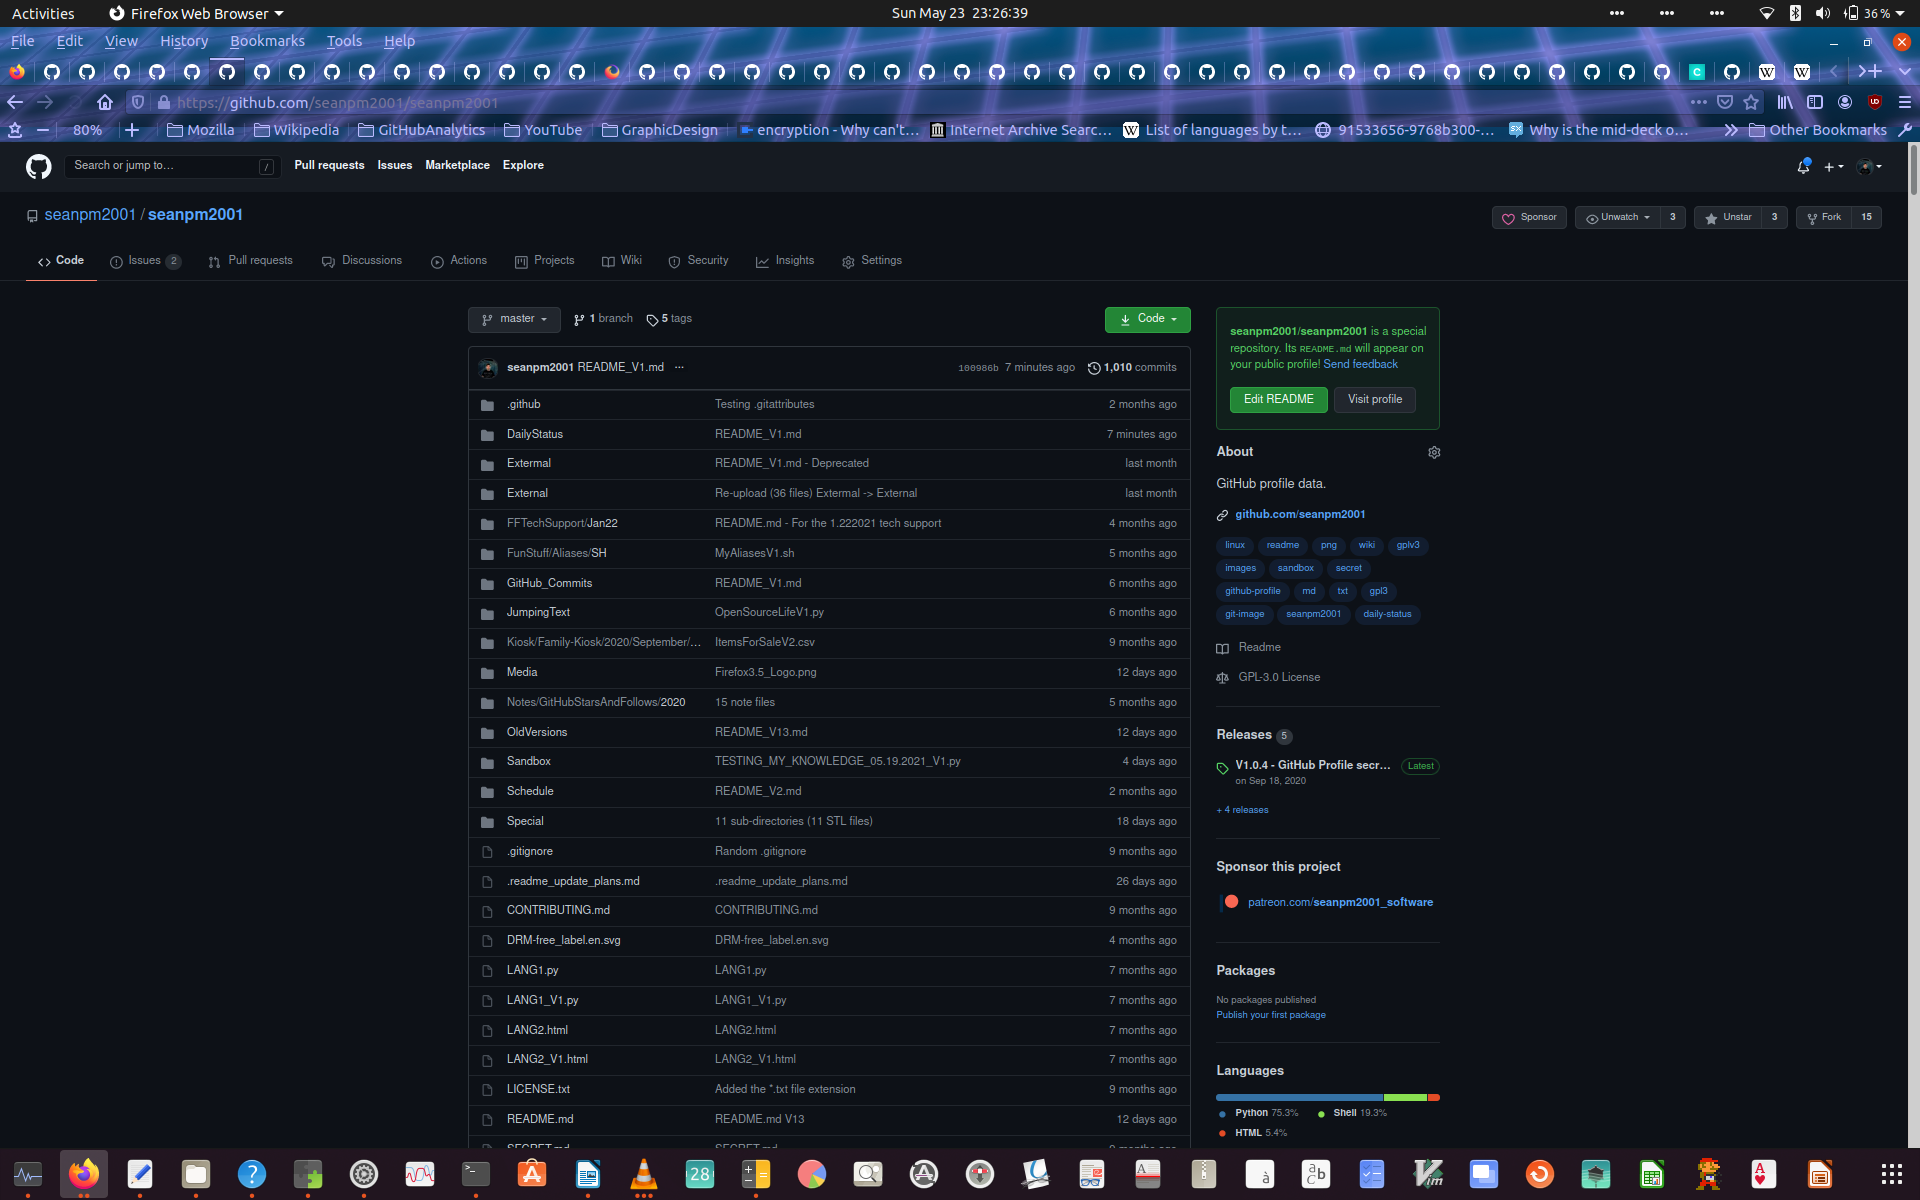 Activities Firefox Web Browser Sun May 23 23:26:39 36 %
File Edit View History Bookmarks Tools Help
https://github.com/seanpm2001/seanpm2001
80% Mozilla Wikipedia GitHubAnalytics YouTube GraphicDesign encryption - Why can't… Internet Archive Searc… List of languages by t… 91533656-9768b300-… Why is the mid-deck o… Other Bookmarks
Search or jump to… / Pull requests Issues Marketplace Explore
seanpm2001 / seanpm2001 Sponsor Unwatch 3 Unstar 3 Fork 15
Code Issues 2 Pull requests Discussions Actions Projects Wiki Security Insights Settings
master 1 branch 5 tags Code
seanpm2001 README_V1.md ··· 100986b 7 minutes ago 1,010 commits
.github Testing .gitattributes 2 months ago
DailyStatus README_V1.md 7 minutes ago
Extermal README_V1.md - Deprecated last month
External Re-upload (36 files) Extermal -> External last month
FFTechSupport/Jan22 README.md - For the 1.222021 tech support 4 months ago
FunStuff/Aliases/SH MyAliasesV1.sh 5 months ago
GitHub_Commits README_V1.md 6 months ago
JumpingText OpenSourceLifeV1.py 6 months ago
Kiosk/Family-Kiosk/2020/September/… ItemsForSaleV2.csv 9 months ago
Media Firefox3.5_Logo.png 12 days ago
Notes/GitHubStarsAndFollows/2020 15 note files 5 months ago
OldVersions README_V13.md 12 days ago
Sandbox TESTING_MY_KNOWLEDGE_05.19.2021_V1.py 4 days ago
Schedule README_V2.md 2 months ago
Special 11 sub-directories (11 STL files) 18 days ago
.gitignore Random .gitignore 9 months ago
.readme_update_plans.md .readme_update_plans.md 26 days ago
CONTRIBUTING.md CONTRIBUTING.md 9 months ago
DRM-free_label.en.svg DRM-free_label.en.svg 4 months ago
LANG1.py LANG1.py 7 months ago
LANG1_V1.py LANG1_V1.py 7 months ago
LANG2.html LANG2.html 7 months ago
LANG2_V1.html LANG2_V1.html 7 months ago
LICENSE.txt Added the *.txt file extension 9 months ago
README.md README.md V13 12 days ago
seanpm2001/seanpm2001 is a special
repository. Its README.md will appear on
your public profile! Send feedback
Edit README Visit profile
About
GitHub profile data.
github.com/seanpm2001
linux readme png wiki gplv3
images sandbox secret
github-profile md txt gpl3
git-image seanpm2001 daily-status
Readme
GPL-3.0 License
Releases 5
V1.0.4 - GitHub Profile secr… Latest
on Sep 18, 2020
+ 4 releases
Sponsor this project
patreon.com/seanpm2001_software
Packages
No packages published
Publish your first package
Languages
Python 75.3% Shell 19.3%
HTML 5.4%
28